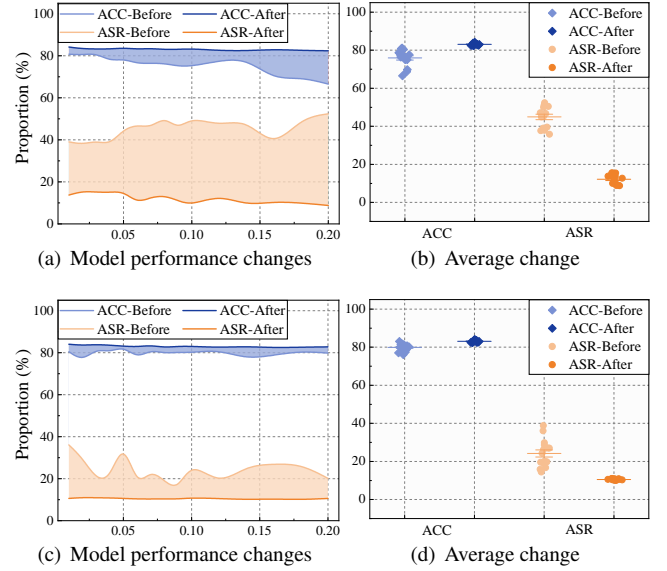 ACC-Before ACC-After
ASR-Before ASR-After
Proportion (%)
100
80
60
40
20
0
0.05 0.10 0.15 0.20
(a) Model performance changes
ACC-Before
ACC-After
ASR-Before
ASR-After
100
80
60
40
20
0
ACC ASR
(b) Average change
ACC-Before ACC-After
ASR-Before ASR-After
Proportion (%)
100
80
60
40
20
0
0.05 0.10 0.15 0.20
(c) Model performance changes
ACC-Before
ACC-After
ASR-Before
ASR-After
100
80
60
40
20
0
ACC ASR
(d) Average change